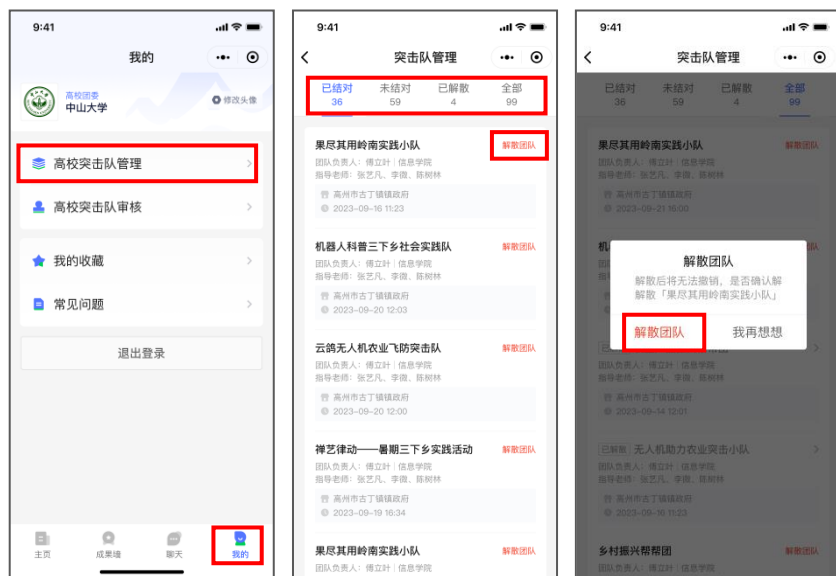 9:41
我的
高校团委
中山大学
修改头像
高校突击队管理
高校突击队审核
我的收藏
常见问题
退出登录
主页
成果墙
聊天
我的
9:41
突击队管理
已结对 未结对 已解散 全部
36 59 4 99
果尽其用岭南实践小队 解散团队
团队负责人：傅立叶|信息学院
指导老师：张艺凡、李微、陈树林
高州市古丁镇镇政府
2023-09-16 11:23
机器人科普三下乡社会实践队 解散团队
团队负责人：傅立叶|信息学院
指导老师：张艺凡、李微、陈树林
高州市古丁镇镇政府
2023-09-20 12:03
云鸽无人机农业飞防突击队 解散团队
团队负责人：傅立叶|信息学院
指导老师：张艺凡、李微、陈树林
高州市古丁镇镇政府
2023-09-20 12:00
禅艺律动——暑期三下乡实践活动 解散团队
团队负责人：傅立叶|信息学院
指导老师：张艺凡、李微、陈树林
高州市古丁镇镇政府
2023-09-19 16:34
果尽其用岭南实践小队 解散团队
团队负责人：傅立叶|信息学院
9:41
突击队管理
已结对 未结对 已解散 全部
36 59 4 99
果尽其用岭南实践小队 解散团队
团队负责人：傅立叶|信息学院
指导老师：张艺凡、李微、陈树林
高州市古丁镇镇政府
2023-09-21 16:00
机
解散团队
解散后将无法撤销，是否确认解
解散「果尽其用岭南实践小队」
解散团队 我再想想
团队负责人：傅立叶|信息学院
指导老师：张艺凡、李微、陈树林
高州市古丁镇镇政府
2023-09-14 12:01
已解散 无人机助力农业突击小队
团队负责人：傅立叶|信息学院
指导老师：张艺凡、李微、陈树林
高州市古丁镇镇政府
2023-09-16 11:23
乡村振兴帮帮团 解散团队
团队负责人：傅立叶|信息学院